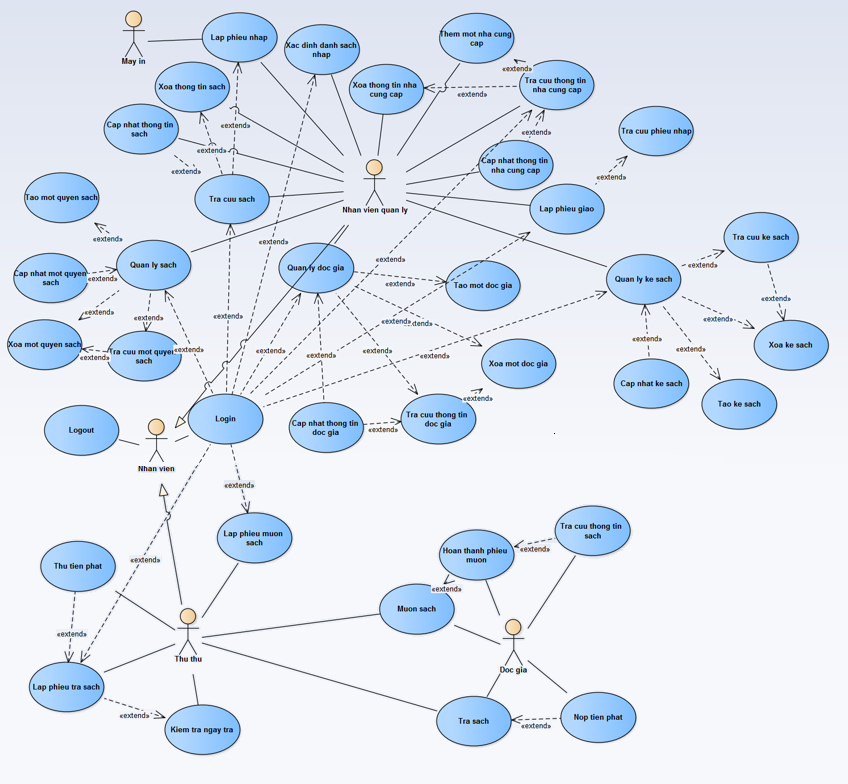 May in
Lap phieu nhap
Xac dinh danh sach
nhap
Them mot nha cung
cap
«extend»
Xoa thong tin sach
Xoa thong tin nha
cung cap
«extend»
Tra cuu thong tin
nha cung cap
Cap nhat thong tin
sach
«extend»
«extend»
Tra cuu phieu nhap
«extend»
Cap nhat thong tin
nha cung cap
«extend»
«extend»
Tao mot quyen sach
Tra cuu sach
Nhan vien quan ly
Lap phieu giao
«extend»
«extend»
Tra cuu ke sach
Quan ly sach
Quan ly doc gia
«extend»
«extend»
Cap nhat mot quyen
sach
«extend»
«extend»
Tao mot doc gia
Quan ly ke sach
«extend»
«extend»
«extend»
«extend»
«extend»
Xoa mot quyen sach
«extend»
Tra cuu mot quyen
sach
«extend»
«extend»
«extend»
«extend»
«extend»
«extend»
«extend»
Xoa ke sach
Xoa mot doc gia
Cap nhat ke sach
Tao ke sach
«extend»
Logout
Login
Cap nhat thong tin
doc gia
«extend»
Tra cuu thong tin
doc gia
Nhan vien
«extend»
Lap phieu muon
sach
Tra cuu thong tin
sach
«extend»
Hoan thanh phieu
muon
«extend»
Thu tien phat
«extend»
Muon sach
«extend»
Thu thu
Doc gia
Lap phieu tra sach
«extend»
Kiem tra ngay tra
Tra sach
«extend»
Nop tien phat